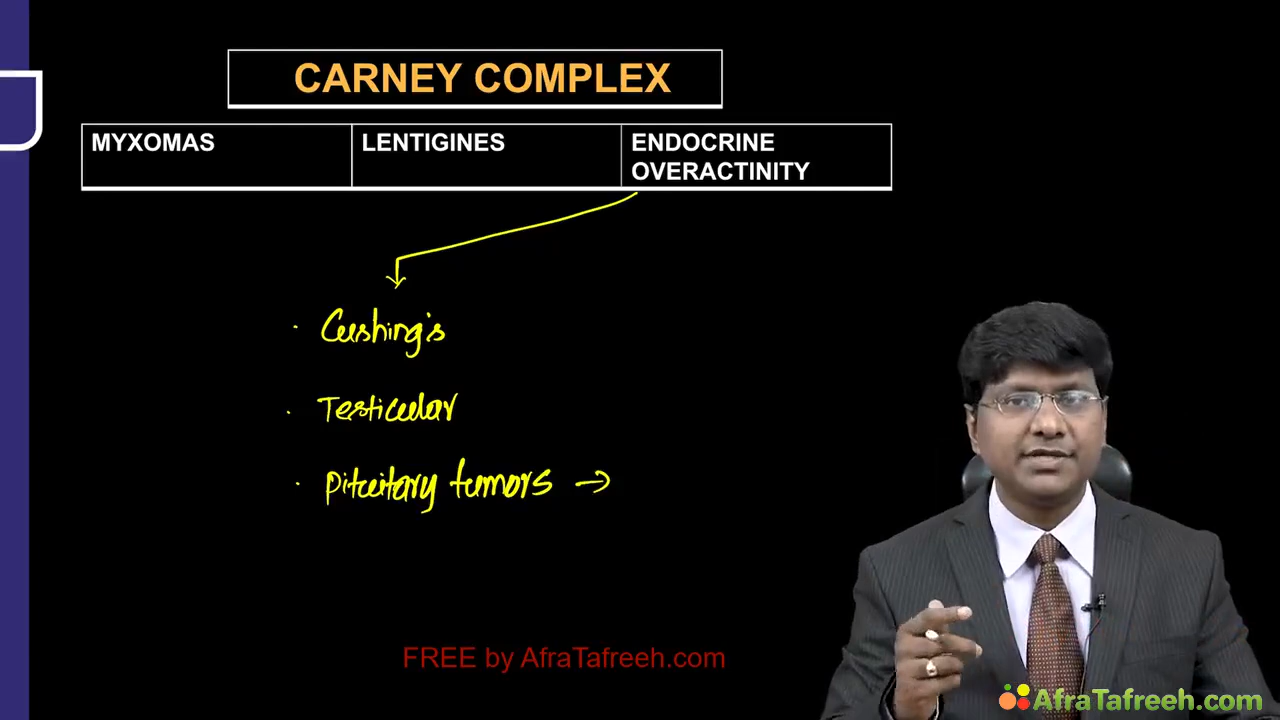 CARNEY COMPLEX
MYXOMAS
LENTIGINES
ENDOCRINE
OVERACTINITY
· Cushing's
· Testicular
· Pituitary tumors →
FREE by AfraTafreeh.com
AfraTafreeh.com